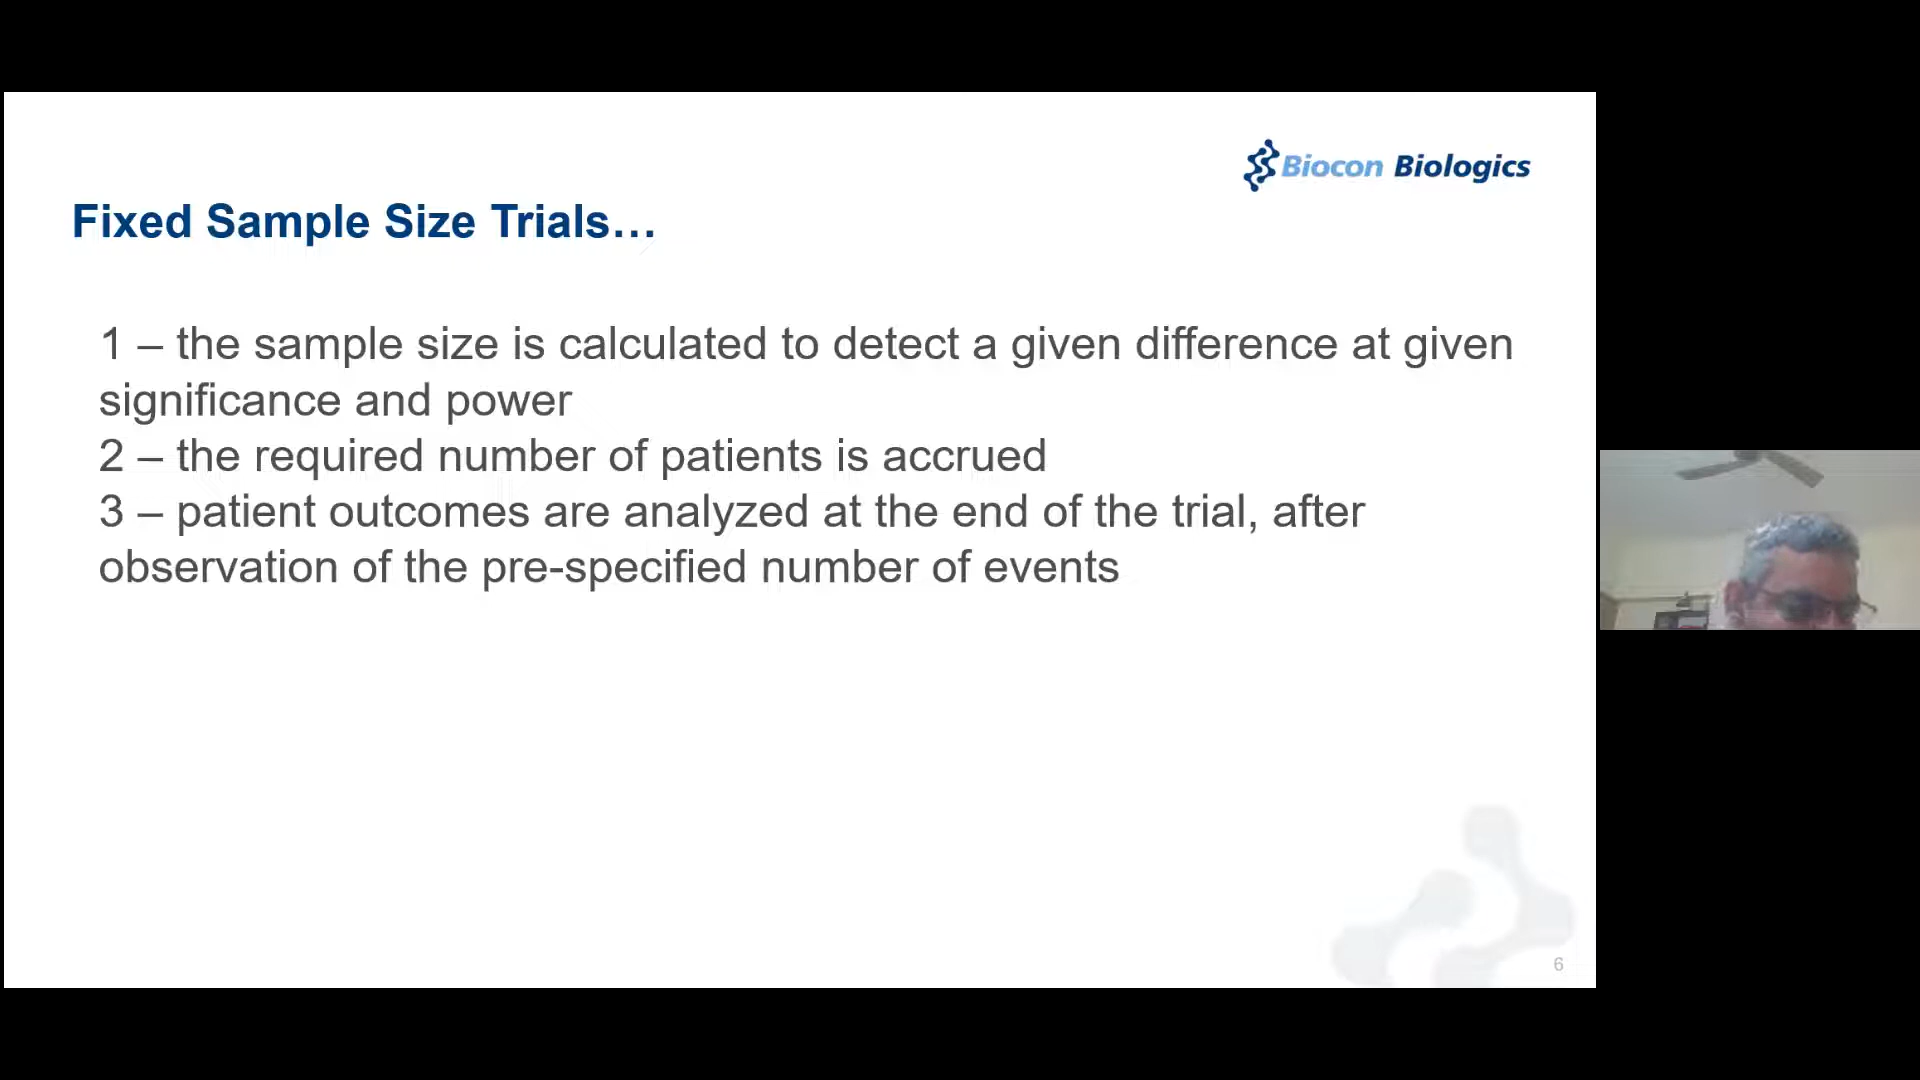 Biocon Biologics
Fixed Sample Size Trials…
1 – the sample size is calculated to detect a given difference at given
significance and power
2 – the required number of patients is accrued
3 – patient outcomes are analyzed at the end of the trial, after
observation of the pre-specified number of events
6